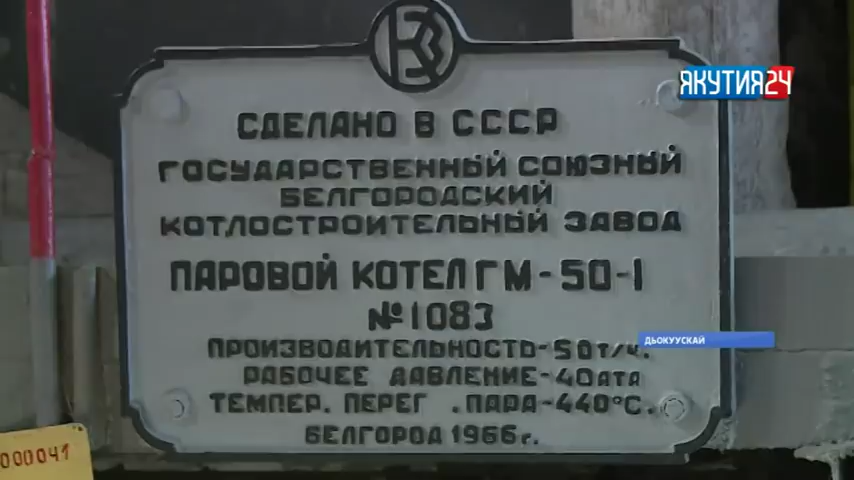 ЯКУТИЯ24
СДЕЛАНО В СССР
ГОСУДАРСТВЕННЫЙ СОЮЗНЫЙ
БЕЛГОРОДСКИЙ
КОТЛОСТРОИТЕЛЬНЫЙ ЗАВОД
ПАРОВОЙ КОТЕЛ ГМ-50-1
№1083
ДЬОКУУСКАЙ
ПРОИЗВОДИТЕЛЬНОСТЬ-50т/ч.
РАБОЧЕЕ ДАВЛЕНИЕ-40АТА
ТЕМПЕР. ПЕРЕГ .ПАРА-440°С.
БЕЛГОРОД 1966г.
000041